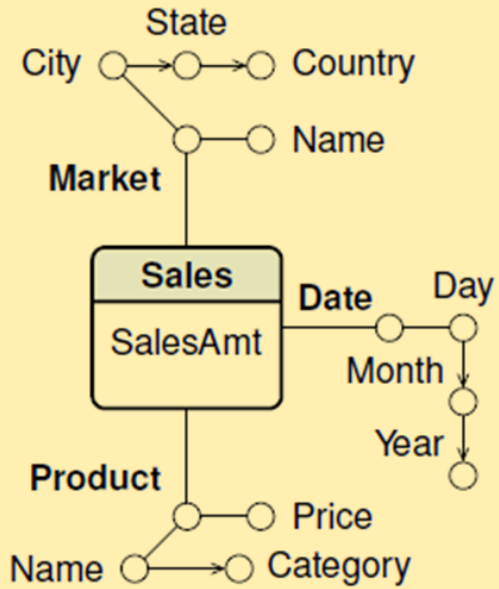 State
City
Country
Name
Market
Sales
Date
Day
SalesAmt
Month
Year
Product
Price
Name
Category